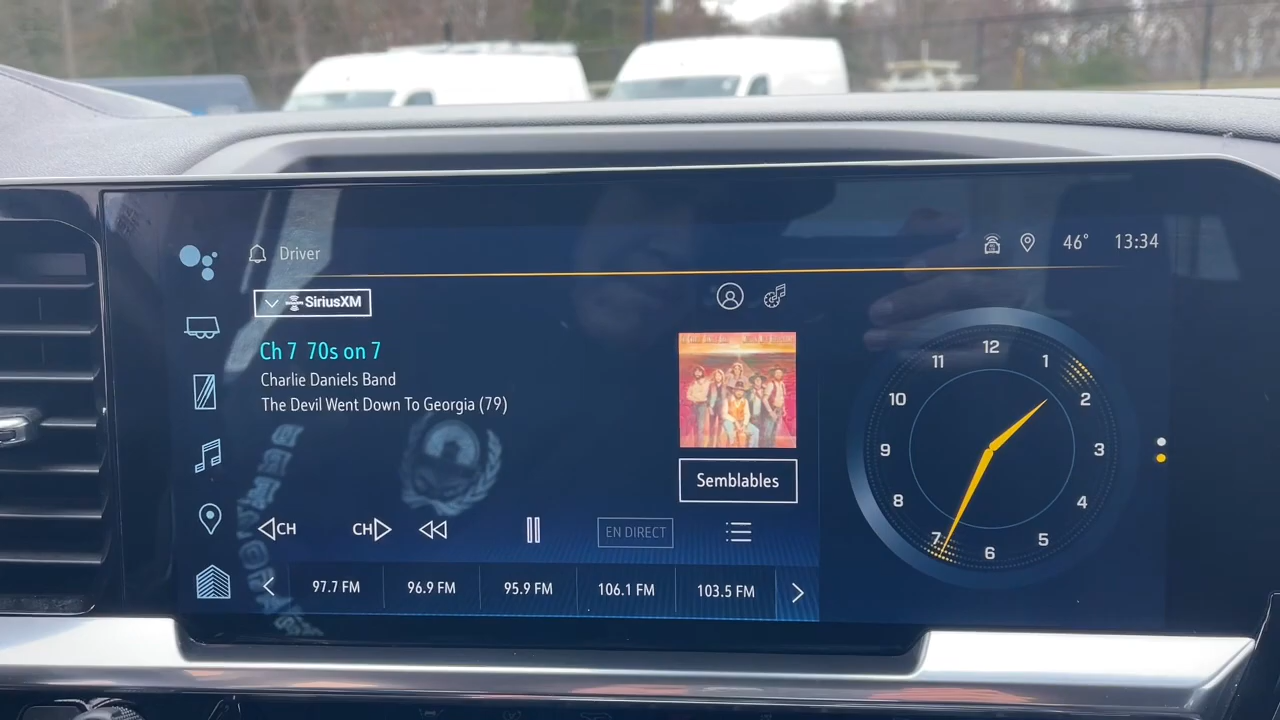 Driver
46° 13:34
SiriusXM
Ch 7 70s on 7
Charlie Daniels Band
The Devil Went Down To Georgia (79)
Semblables
CH CH EN DIRECT
97.7 FM 96.9 FM 95.9 FM 106.1 FM 103.5 FM
12
1
2
3
4
5
6
7
8
9
10
11